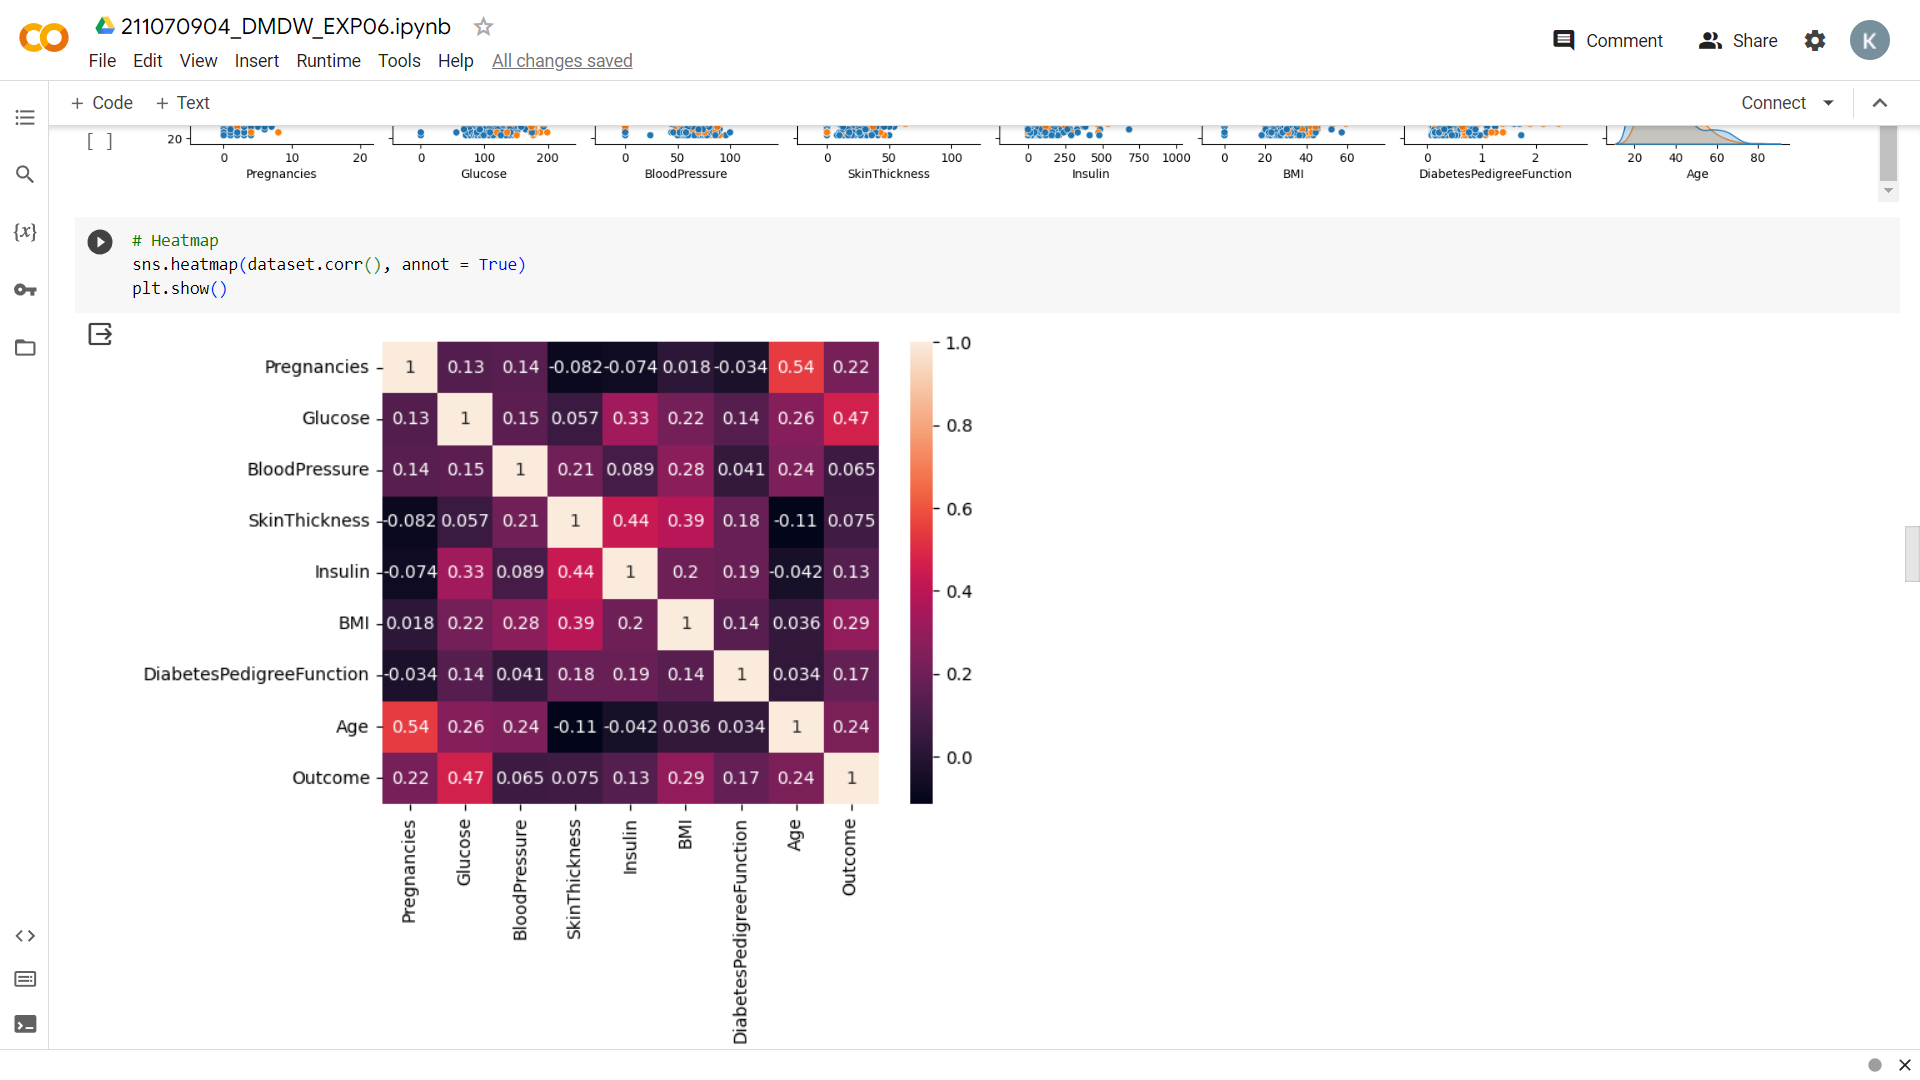 211070904_DMDW_EXP06.ipynb
File Edit View Insert Runtime Tools Help All changes saved
Comment Share K
+ Code + Text
Connect
[ ]
20
0 10 20 0 100 200 0 50 100 0 50 100 0 250 500 750 1000 0 20 40 60 0 1 2 20 40 60 80
Pregnancies Glucose BloodPressure SkinThickness Insulin BMI DiabetesPedigreeFunction Age
{x}
# Heatmap
sns.heatmap(dataset.corr(), annot = True)
plt.show()
Pregnancies 1 0.13 0.14 -0.082 -0.074 0.018 -0.034 0.54 0.22
Glucose 0.13 1 0.15 0.057 0.33 0.22 0.14 0.26 0.47
BloodPressure 0.14 0.15 1 0.21 0.089 0.28 0.041 0.24 0.065
SkinThickness -0.082 0.057 0.21 1 0.44 0.39 0.18 -0.11 0.075
Insulin -0.074 0.33 0.089 0.44 1 0.2 0.19 -0.042 0.13
BMI 0.018 0.22 0.28 0.39 0.2 1 0.14 0.036 0.29
DiabetesPedigreeFunction -0.034 0.14 0.041 0.18 0.19 0.14 1 0.034 0.17
Age 0.54 0.26 0.24 -0.11 -0.042 0.036 0.034 1 0.24
Outcome 0.22 0.47 0.065 0.075 0.13 0.29 0.17 0.24 1
1.0
0.8
0.6
0.4
0.2
0.0
Pregnancies
Glucose
BloodPressure
SkinThickness
Insulin
BMI
DiabetesPedigreeFunction
Age
Outcome